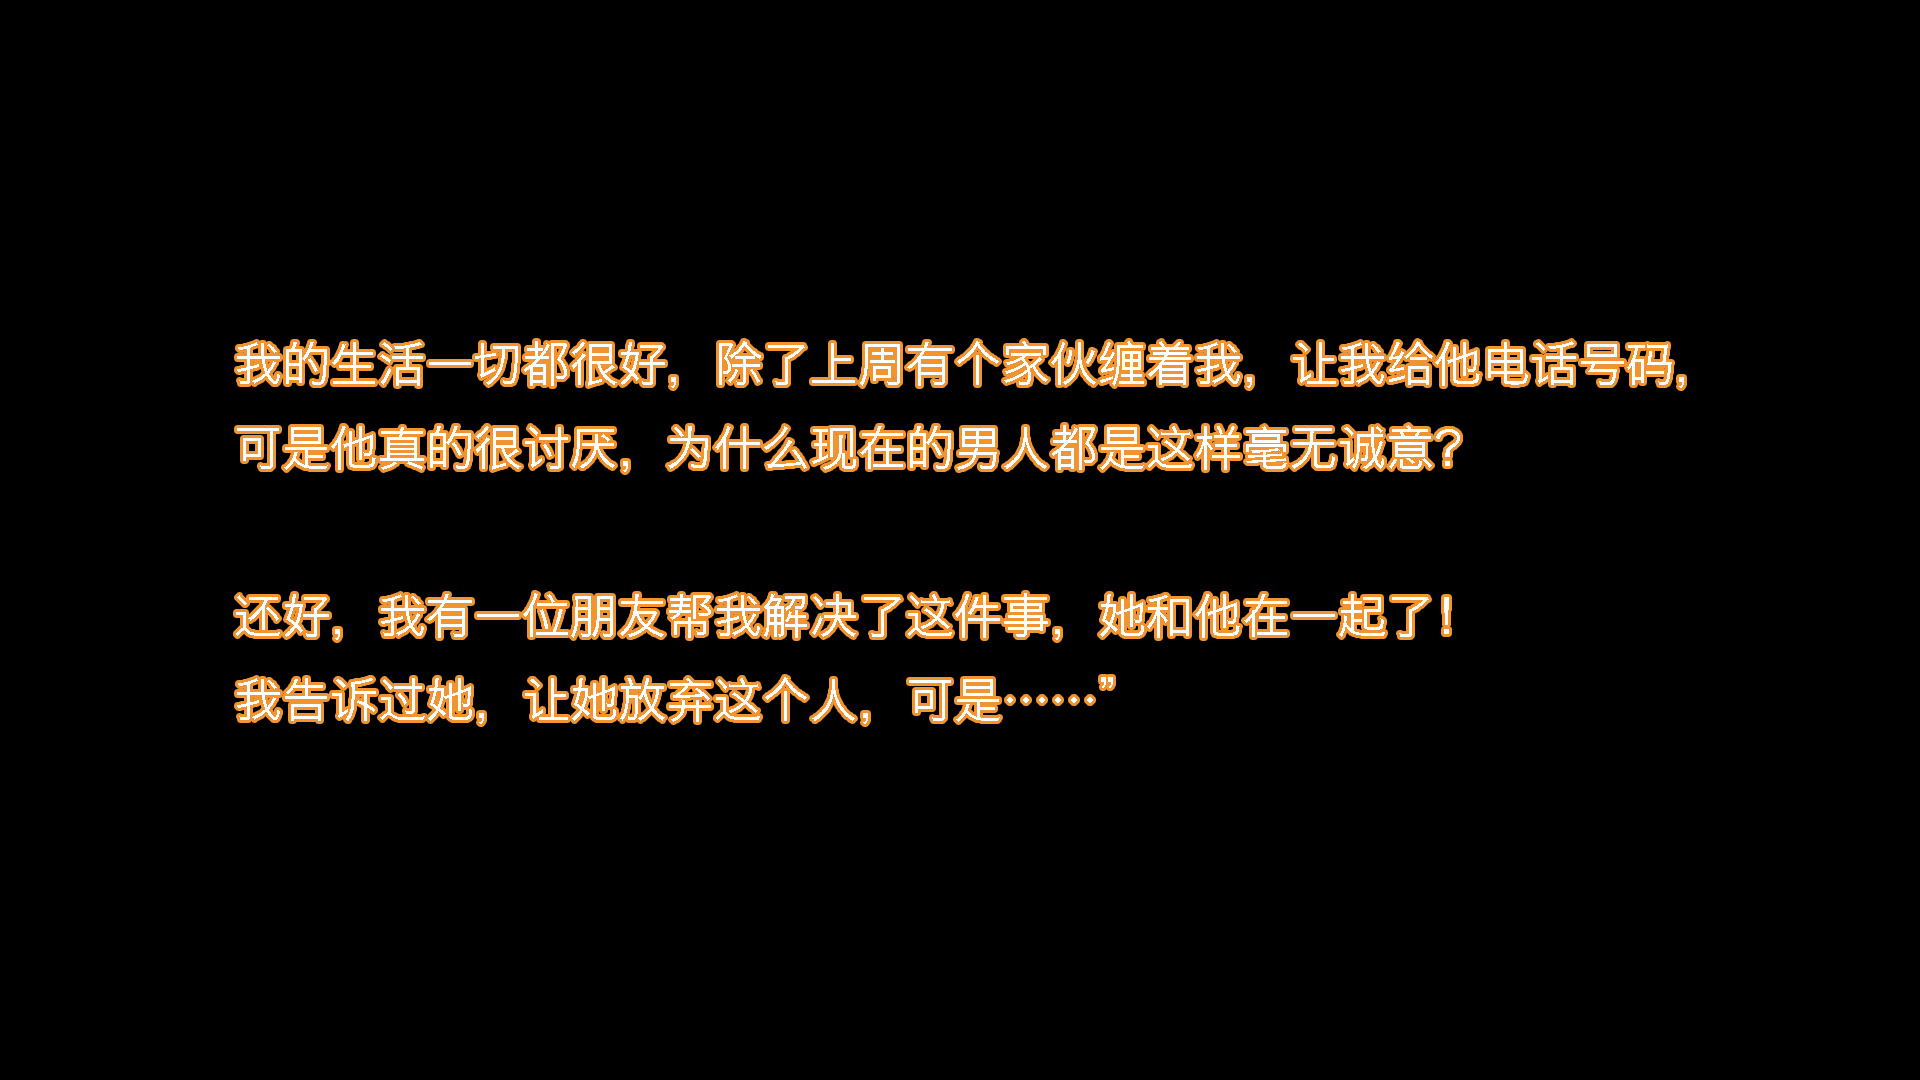 我的生活一切都很好，除了上周有个家伙缠着我，让我给他电话号码，
可是他真的很讨厌，为什么现在的男人都是这样毫无诚意？
还好，我有一位朋友帮我解决了这件事，她和他在一起了！
我告诉过她，让她放弃这个人，可是……”